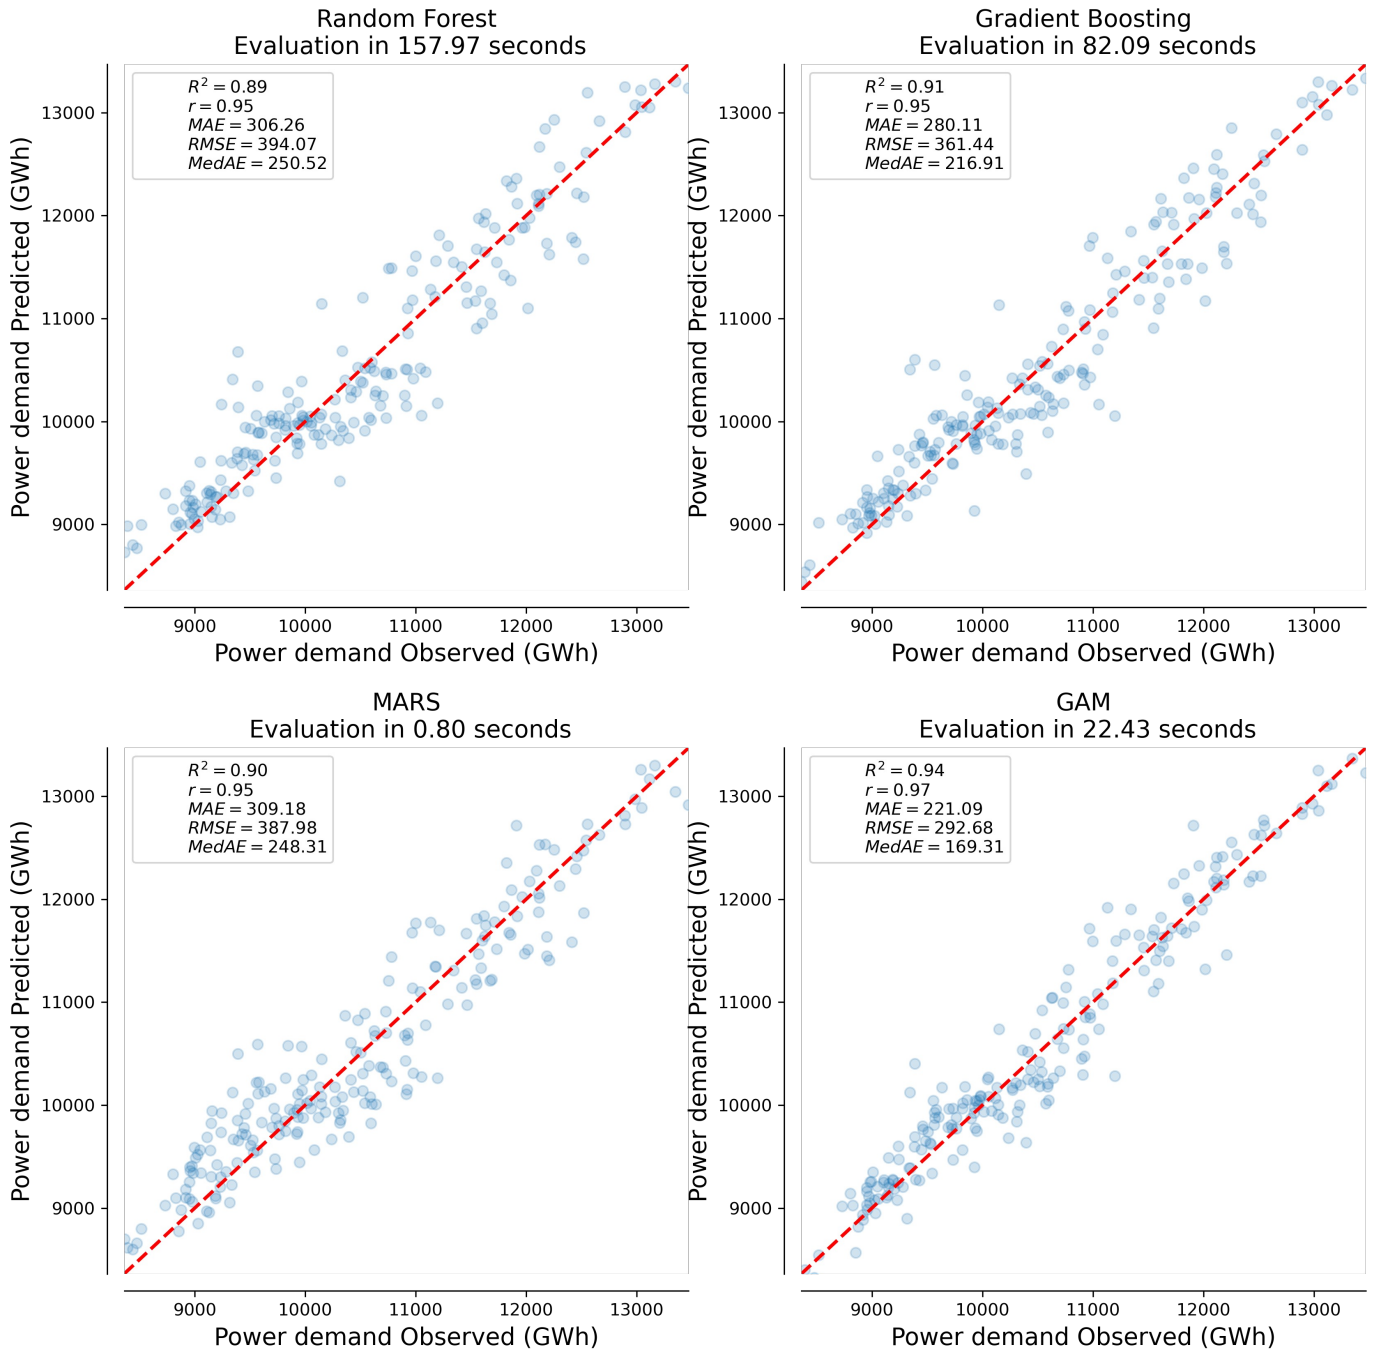 Random Forest
Evaluation in 157.97 seconds
R² = 0.89
r = 0.95
MAE = 306.26
RMSE = 394.07
MedAE = 250.52
Power demand Predicted (GWh)
13000
12000
11000
10000
9000
9000 10000 11000 12000 13000
Power demand Observed (GWh)
Gradient Boosting
Evaluation in 82.09 seconds
R² = 0.91
r = 0.95
MAE = 280.11
RMSE = 361.44
MedAE = 216.91
Power demand Predicted (GWh)
13000
12000
11000
10000
9000
9000 10000 11000 12000 13000
Power demand Observed (GWh)
MARS
Evaluation in 0.80 seconds
R² = 0.90
r = 0.95
MAE = 309.18
RMSE = 387.98
MedAE = 248.31
Power demand Predicted (GWh)
13000
12000
11000
10000
9000
9000 10000 11000 12000 13000
Power demand Observed (GWh)
GAM
Evaluation in 22.43 seconds
R² = 0.94
r = 0.97
MAE = 221.09
RMSE = 292.68
MedAE = 169.31
Power demand Predicted (GWh)
13000
12000
11000
10000
9000
9000 10000 11000 12000 13000
Power demand Observed (GWh)